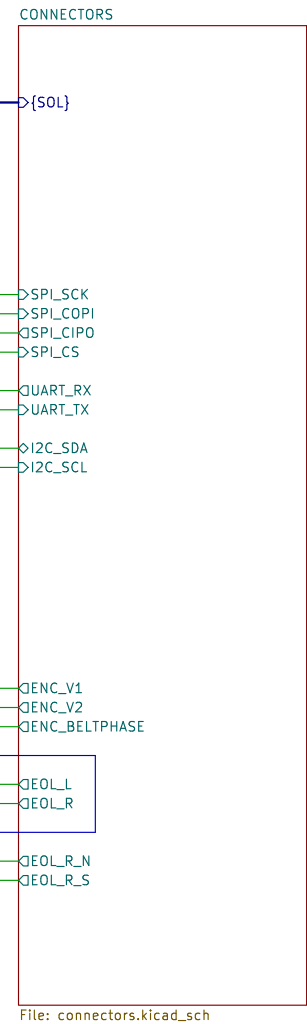 CONNECTORS
{SOL}
SPI_SCK
SPI_COPI
SPI_CIPO
SPI_CS
UART_RX
UART_TX
I2C_SDA
I2C_SCL
ENC_V1
ENC_V2
ENC_BELTPHASE
EOL_L
EOL_R
EOL_R_N
EOL_R_S
File: connectors.kicad_sch